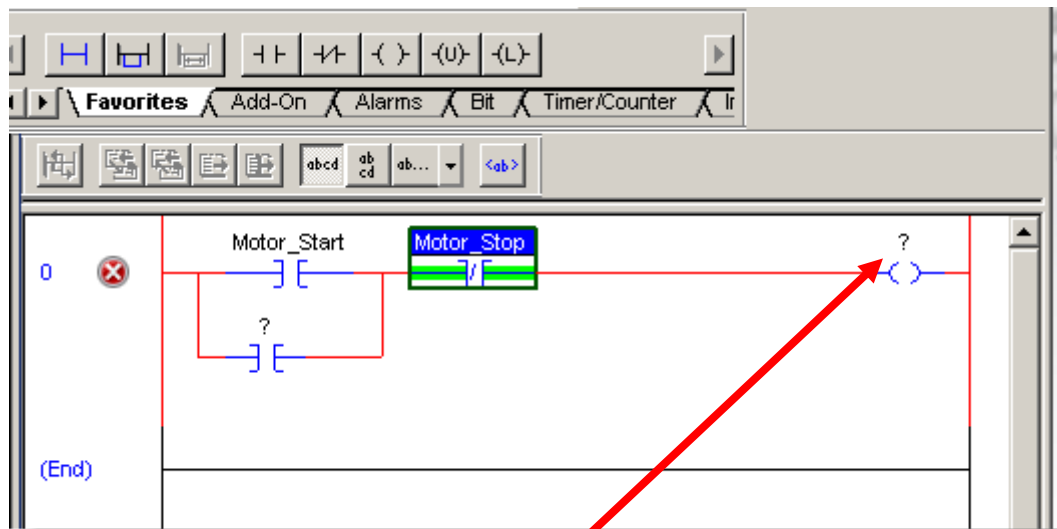 -(U)- -(L)-
Favorites Add-On Alarms Bit Timer/Counter
abcd ab cd ab... <ab>
Motor_Start Motor_Stop ?
0
?
(End)